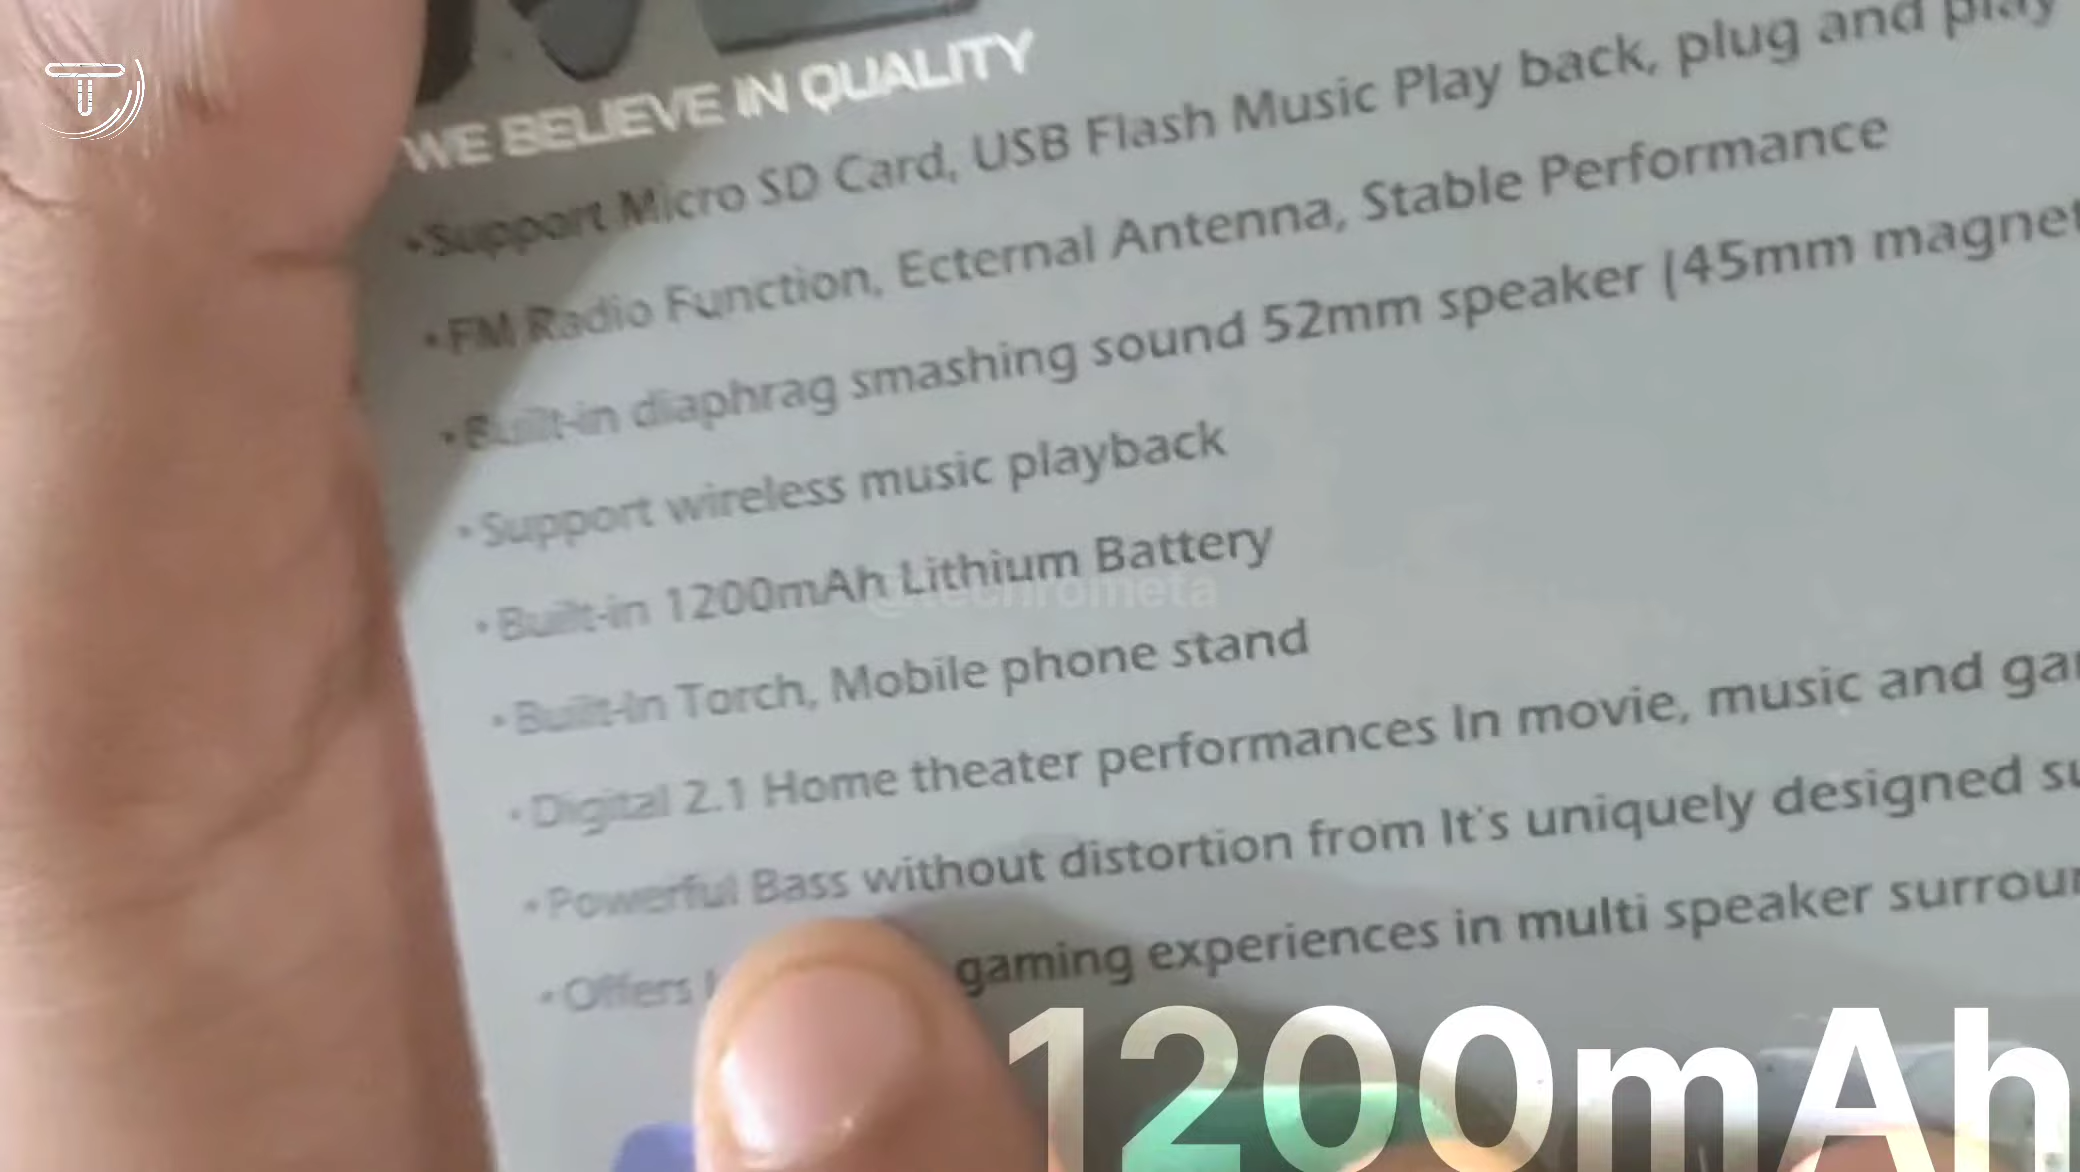 WE BELIEVE IN QUALITY
•Support Micro SD Card, USB Flash Music Play back, plug and play
•FM Radio Function, Ecternal Antenna, Stable Performance
•Built-in diaphrag smashing sound 52mm speaker (45mm magnet
•Support wireless music playback
•Built-in 1200mAh Lithium Battery
@techrometa
•Built-in Torch, Mobile phone stand
•Digital 2.1 Home theater performances In movie, music and
•Powerful Bass without distortion from It's uniquely designed
•Offers gaming experiences in multi speaker
1200mAh